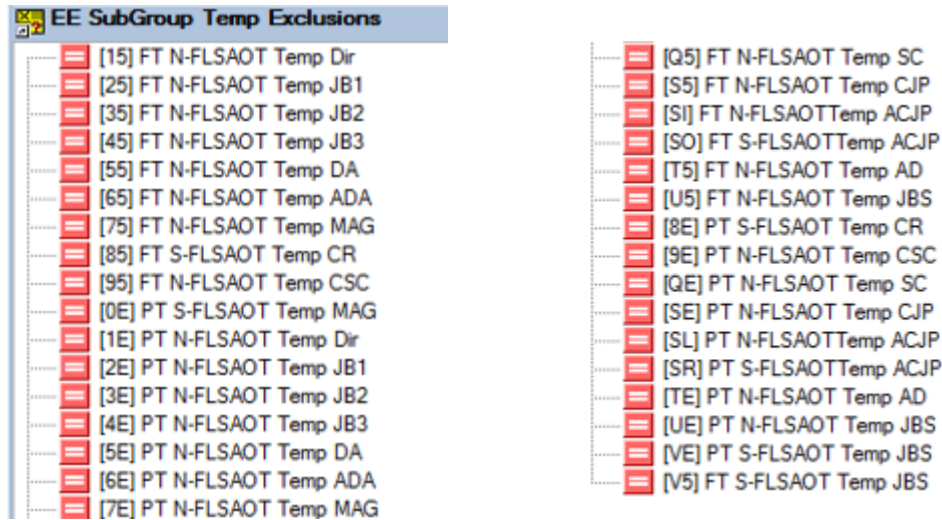 EE SubGroup Temp Exclusions
[15] FT N-FLSAOT Temp Dir
[25] FT N-FLSAOT Temp JB1
[35] FT N-FLSAOT Temp JB2
[45] FT N-FLSAOT Temp JB3
[55] FT N-FLSAOT Temp DA
[65] FT N-FLSAOT Temp ADA
[75] FT N-FLSAOT Temp MAG
[85] FT S-FLSAOT Temp CR
[95] FT N-FLSAOT Temp CSC
[0E] PT S-FLSAOT Temp MAG
[1E] PT N-FLSAOT Temp Dir
[2E] PT N-FLSAOT Temp JB1
[3E] PT N-FLSAOT Temp JB2
[4E] PT N-FLSAOT Temp JB3
[5E] PT N-FLSAOT Temp DA
[6E] PT N-FLSAOT Temp ADA
[7E] PT N-FLSAOT Temp MAG
[Q5] FT N-FLSAOT Temp SC
[S5] FT N-FLSAOT Temp CJP
[SI] FT N-FLSAOTTemp ACJP
[SO] FT S-FLSAOTTemp ACJP
[T5] FT N-FLSAOT Temp AD
[U5] FT N-FLSAOT Temp JBS
[8E] PT S-FLSAOT Temp CR
[9E] PT N-FLSAOT Temp CSC
[QE] PT N-FLSAOT Temp SC
[SE] PT N-FLSAOT Temp CJP
[SL] PT N-FLSAOTTemp ACJP
[SR] PT S-FLSAOTTemp ACJP
[TE] PT N-FLSAOT Temp AD
[UE] PT N-FLSAOT Temp JBS
[VE] PT S-FLSAOT Temp JBS
[V5] FT S-FLSAOT Temp JBS